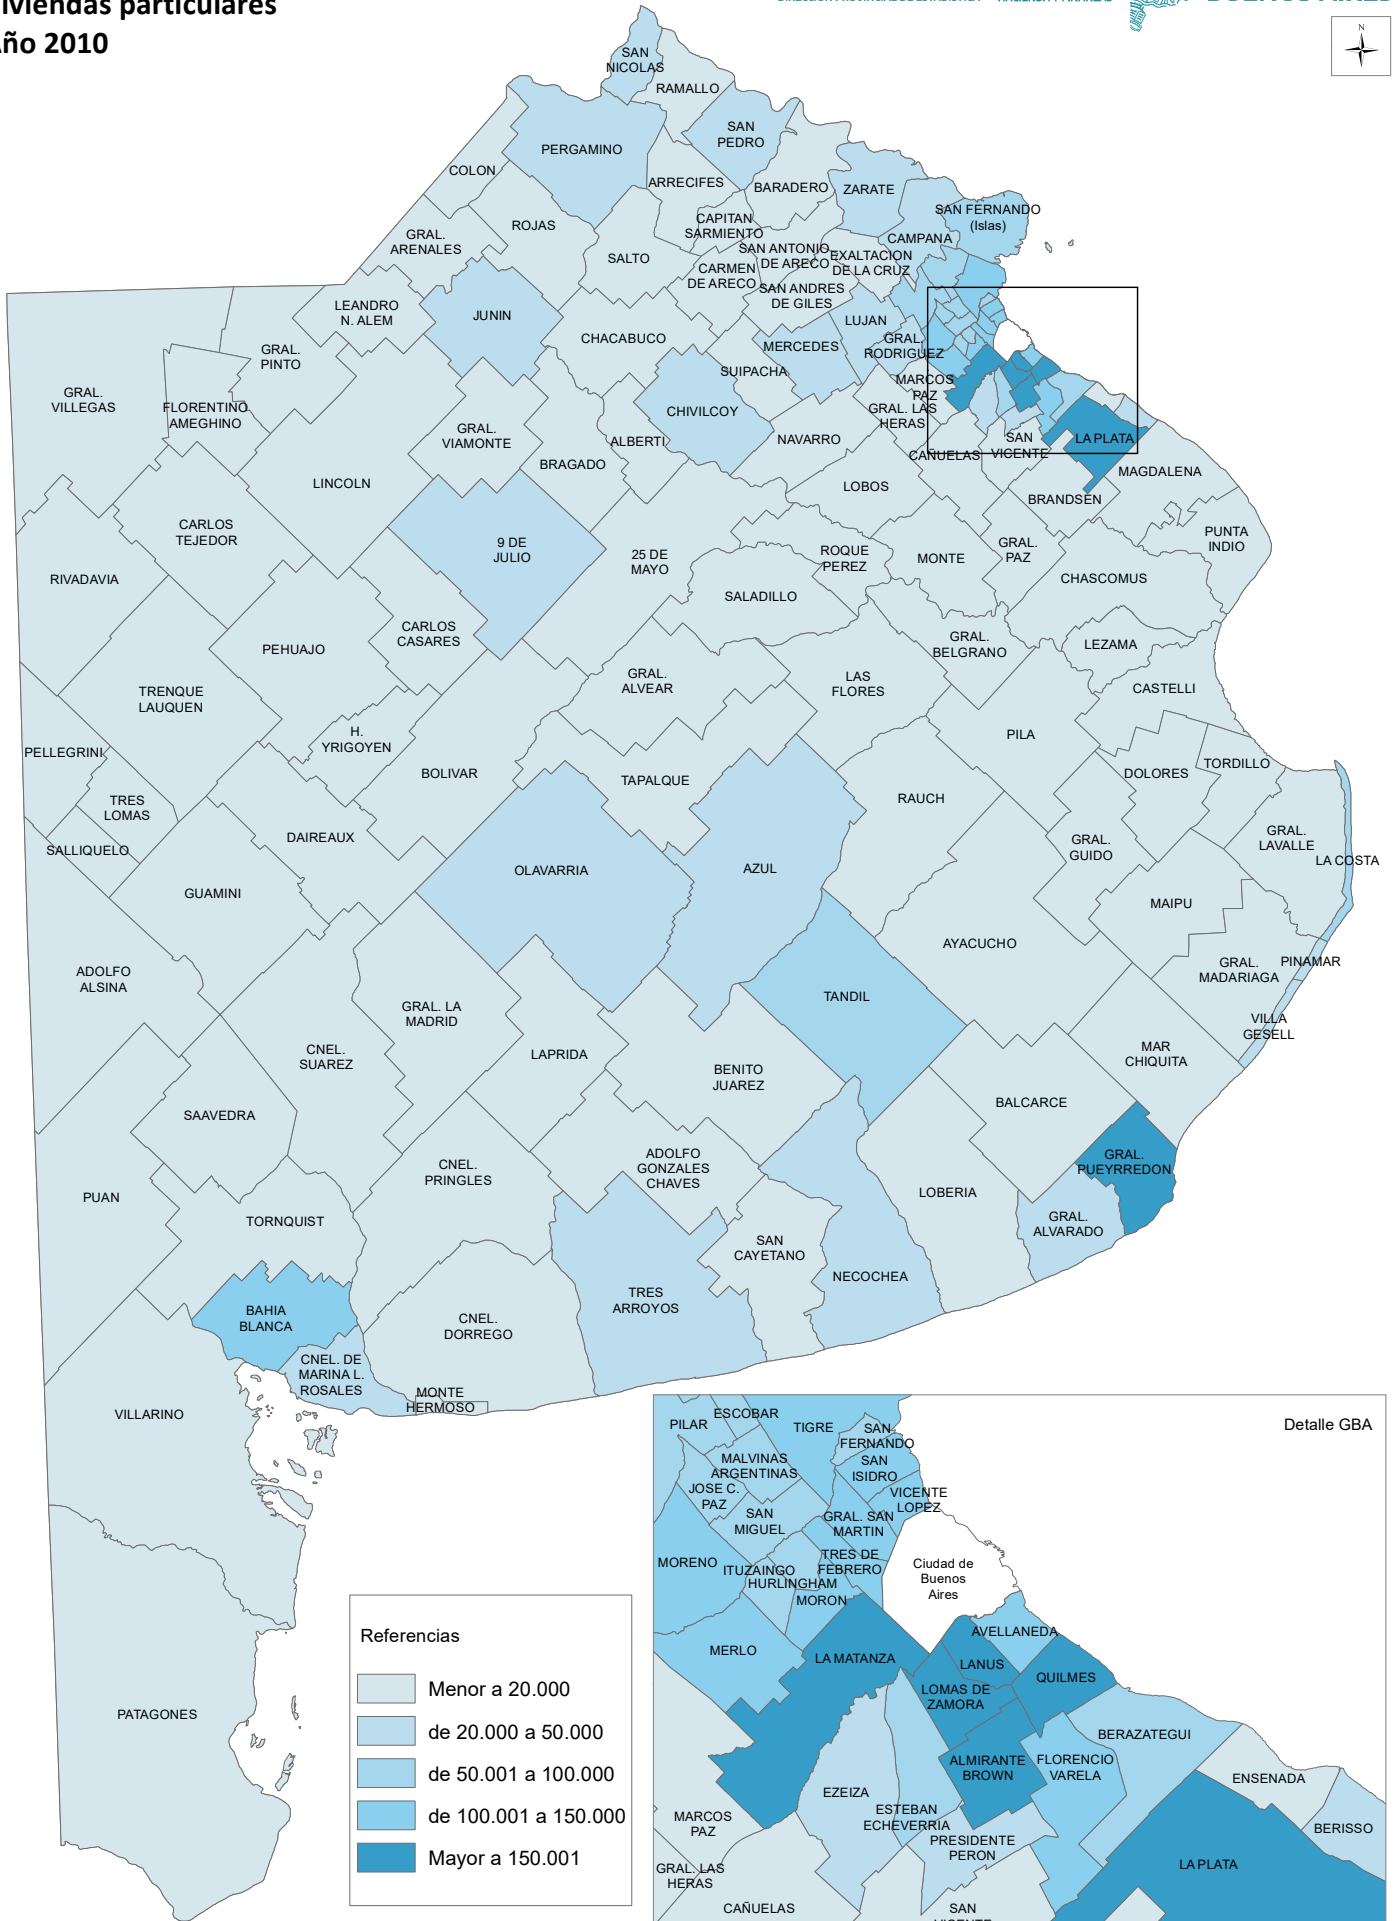 viviendas particulares
Año 2010
N
SAN
NICOLAS
RAMALLO
SAN
PEDRO
PERGAMINO
COLON
ARRECIFES
BARADERO
ZARATE
SAN FERNANDO
(Islas)
ROJAS
CAPITAN
SARMIENTO
CAMPANA
GRAL.
ARENALES
SALTO
SAN ANTONIO
DE ARECO
EXALTACION
DE LA CRUZ
CARMEN
DE ARECO
SAN ANDRES
DE GILES
LEANDRO
N. ALEM
JUNIN
LUJAN
CHACABUCO
MERCEDES
GRAL.
RODRIGUEZ
GRAL.
PINTO
SUIPACHA
MARCOS
PAZ
GRAL.
VILLEGAS
FLORENTINO
AMEGHINO
CHIVILCOY
GRAL. LAS
HERAS
GRAL.
VIAMONTE
ALBERTI
NAVARRO
SAN
VICENTE
LA PLATA
CAÑUELAS
BRAGADO
MAGDALENA
LINCOLN
LOBOS
BRANDSEN
CARLOS
TEJEDOR
9 DE
JULIO
25 DE
MAYO
ROQUE
PEREZ
MONTE
GRAL.
PAZ
PUNTA
INDIO
RIVADAVIA
CHASCOMUS
SALADILLO
CARLOS
CASARES
PEHUAJO
GRAL.
BELGRANO
LEZAMA
TRENQUE
LAUQUEN
GRAL.
ALVEAR
LAS
FLORES
CASTELLI
H.
YRIGOYEN
PILA
PELLEGRINI
BOLIVAR
TAPALQUE
DOLORES
TORDILLO
TRES
LOMAS
RAUCH
DAIREAUX
GRAL.
GUIDO
GRAL.
LAVALLE
SALLIQUELO
LA COSTA
OLAVARRIA
AZUL
GUAMINI
MAIPU
AYACUCHO
ADOLFO
ALSINA
GRAL.
MADARIAGA
PINAMAR
TANDIL
GRAL. LA
MADRID
VILLA
GESELL
CNEL.
SUAREZ
LAPRIDA
MAR
CHIQUITA
BENITO
JUAREZ
BALCARCE
SAAVEDRA
ADOLFO
GONZALES
CHAVES
GRAL.
PUEYRREDON
CNEL.
PRINGLES
PUAN
LOBERIA
TORNQUIST
GRAL.
ALVARADO
SAN
CAYETANO
NECOCHEA
TRES
ARROYOS
BAHIA
BLANCA
CNEL.
DORREGO
CNEL. DE
MARINA L.
ROSALES
MONTE
HERMOSO
VILLARINO
PATAGONES
Referencias
Menor a 20.000
de 20.000 a 50.000
de 50.001 a 100.000
de 100.001 a 150.000
Mayor a 150.001
Detalle GBA
PILAR
ESCOBAR
TIGRE
SAN
FERNANDO
MALVINAS
ARGENTINAS
SAN
ISIDRO
JOSE C.
PAZ
VICENTE
LOPEZ
SAN
MIGUEL
GRAL. SAN
MARTIN
MORENO
ITUZAINGO
TRES DE
FEBRERO
HURLINGHAM
Ciudad de
Buenos
Aires
MORON
MERLO
AVELLANEDA
LA MATANZA
LANUS
QUILMES
LOMAS DE
ZAMORA
BERAZATEGUI
ALMIRANTE
BROWN
FLORENCIO
VARELA
ENSENADA
EZEIZA
ESTEBAN
ECHEVERRIA
MARCOS
PAZ
BERISSO
PRESIDENTE
PERON
LA PLATA
GRAL. LAS
HERAS
CAÑUELAS
SAN